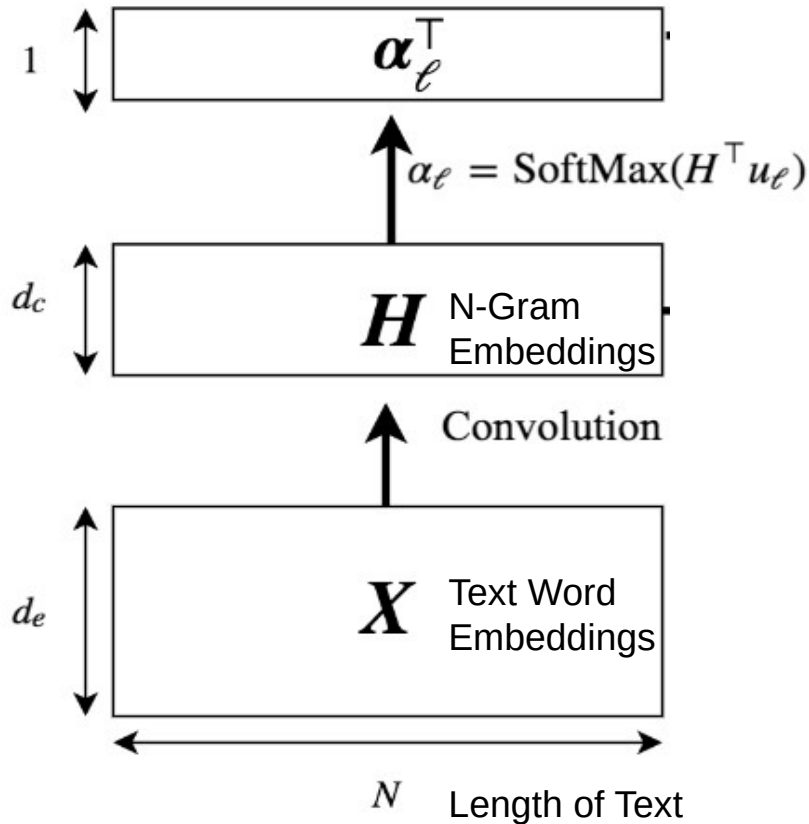 1
α_ℓ^⊤
α_ℓ = SoftMax(H^⊤ u_ℓ)
d_c
H N-Gram
Embeddings
Convolution
d_e
X Text Word
Embeddings
N Length of Text